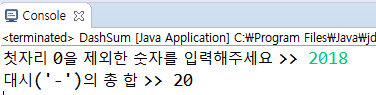 Console
<terminated> DashSum [Java Application] C:₩Program Files₩Java₩jd
첫자리 0을 제외한 숫자를 입력해주세요 >> 2018
대시('-')의 총 합 >> 20